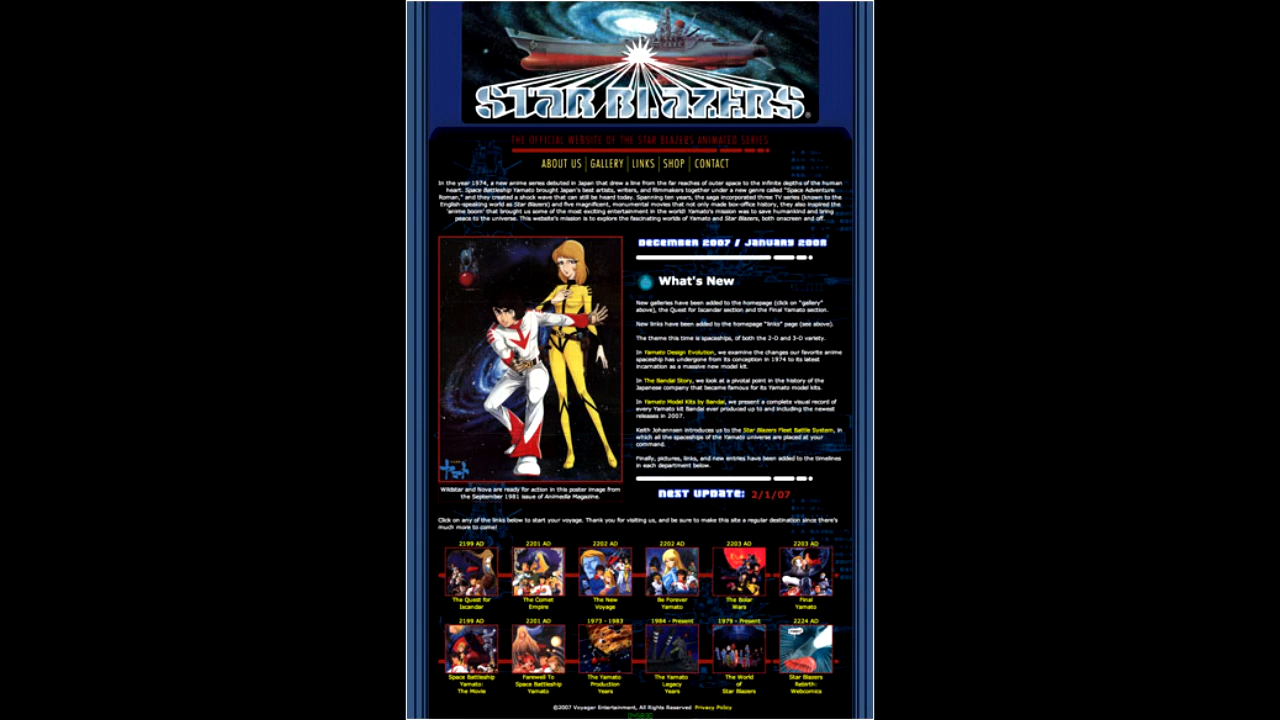 STAR BLAZERS®
THE OFFICIAL WEBSITE OF THE STAR BLAZERS ANIMATED SERIES
ABOUT US | GALLERY | LINKS | SHOP | CONTACT
In the year 1974, a new anime series debuted in Japan that drew a line from the far reaches of outer space to the infinite depths of the human
heart. Space Battleship Yamato brought Japan's best artists, writers, and filmmakers together under a new genre called "Space Adventure
Roman," and they created a shock wave that can still be heard today. Spanning ten years, the saga incorporated three TV series (known to the
English-speaking world as Star Blazers) and five magnificent, monumental movies that not only made box-office history, they also inspired the
'anime boom' that brought us some of the most exciting entertainment in the world! Yamato's mission was to save humankind and bring
peace to the universe. This website's mission is to explore the fascinating worlds of Yamato and Star Blazers, both onscreen and off.
DECEMBER 2007 / JANUARY 2008
What's New
New galleries have been added to the homepage (click on "gallery"
above), the Quest for Iscandar section and the Final Yamato section.
New links have been added to the homepage "links" page (see above).
The theme this time is spaceships, of both the 2-D and 3-D variety.
In Yamato Design Evolution, we examine the changes our favorite anime
spaceship has undergone from its conception in 1974 to its latest
incarnation as a massive new model kit.
In The Bandai Story, we look at a pivotal point in the history of the
Japanese company that became famous for its Yamato model kits.
In Yamato Model Kits by Bandai, we present a complete visual record of
every Yamato kit Bandai ever produced up to and including the newest
releases in 2007.
Keith Johannsen introduces us to the Star Blazers Fleet Battle System, in
which all the spaceships of the Yamato universe are placed at your
command.
Finally, pictures, links, and new entries have been added to the timelines
in each department below.
NEXT UPDATE: 2/1/07
Wildstar and Nova are ready for action in this poster image from
the September 1981 issue of Animedia Magazine.
Click on any of the links below to start your voyage. Thank you for visiting us, and be sure to make this site a regular destination since there's
much more to come!
2199 AD 2201 AD 2202 AD 2202 AD 2203 AD 2203 AD
The Quest for The Comet The New Be Forever The Bolar Final
Iscandar Empire Voyage Yamato Wars Yamato
2199 AD 2201 AD 1973 - 1983 1984 - Present 1979 - Present 2224 AD
Space Battleship Farewell To The Yamato The Yamato The World Star Blazers
Yamato: Space Battleship Production Legacy of Rebirth:
The Movie Yamato Years Years Star Blazers Webcomics
©2007 Voyager Entertainment, All Rights Reserved Privacy Policy